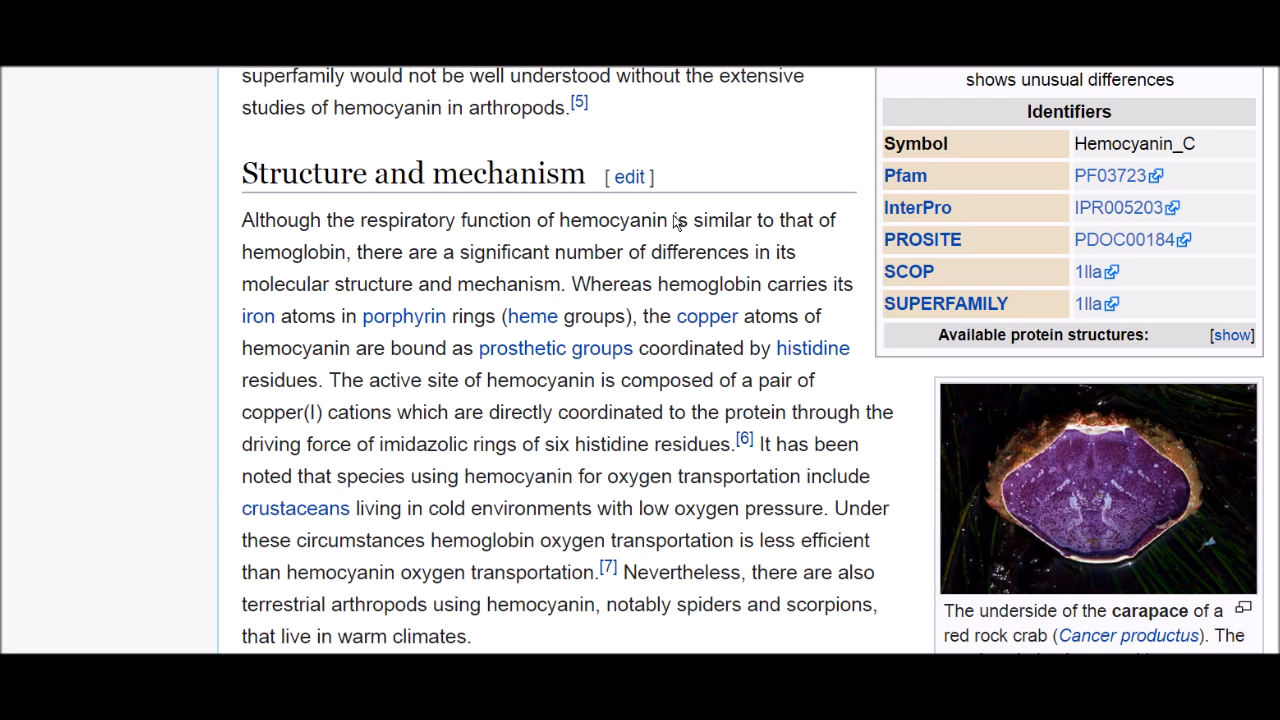 superfamily would not be well understood without the extensive
studies of hemocyanin in arthropods.[5]
Structure and mechanism [ edit ]
Although the respiratory function of hemocyanin is similar to that of
hemoglobin, there are a significant number of differences in its
molecular structure and mechanism. Whereas hemoglobin carries its
iron atoms in porphyrin rings (heme groups), the copper atoms of
hemocyanin are bound as prosthetic groups coordinated by histidine
residues. The active site of hemocyanin is composed of a pair of
copper(I) cations which are directly coordinated to the protein through the
driving force of imidazolic rings of six histidine residues.[6] It has been
noted that species using hemocyanin for oxygen transportation include
crustaceans living in cold environments with low oxygen pressure. Under
these circumstances hemoglobin oxygen transportation is less efficient
than hemocyanin oxygen transportation.[7] Nevertheless, there are also
terrestrial arthropods using hemocyanin, notably spiders and scorpions,
that live in warm climates.
shows unusual differences
Identifiers
Symbol Hemocyanin_C
Pfam PF03723
InterPro IPR005203
PROSITE PDOC00184
SCOP 1lla
SUPERFAMILY 1lla
Available protein structures: [show]
The underside of the carapace of a
red rock crab (Cancer productus). The